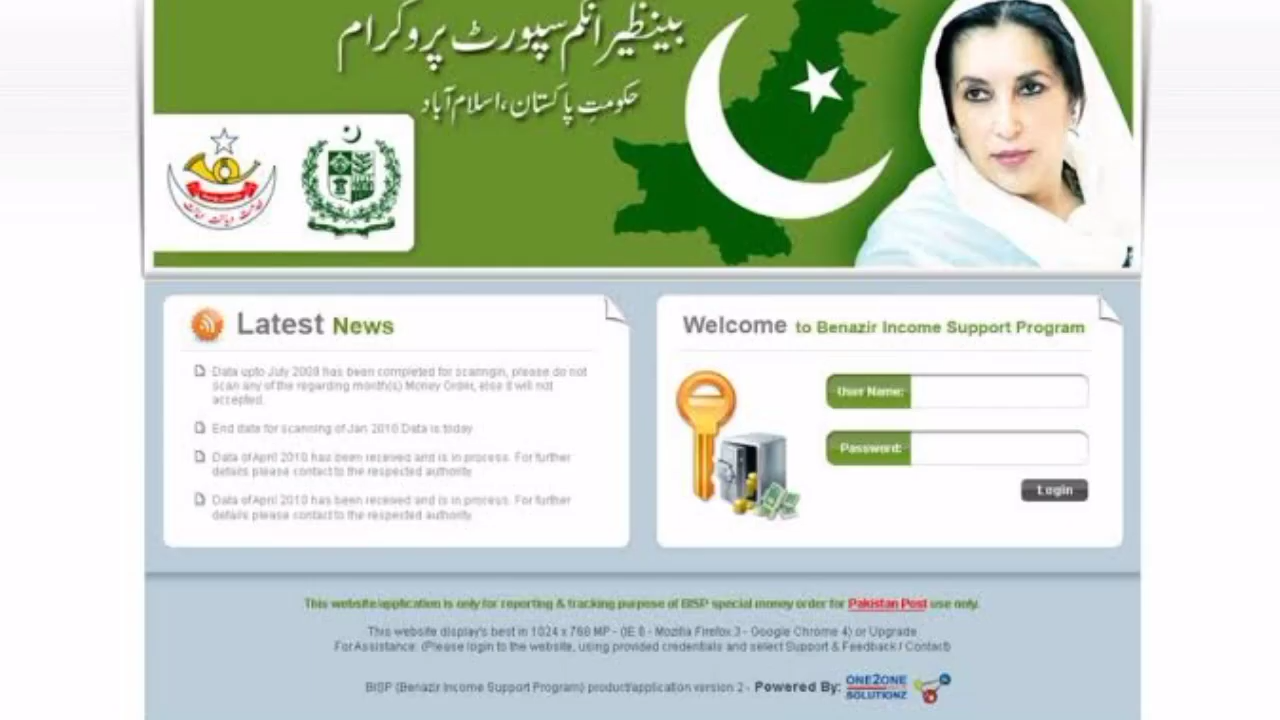 بینظیر انکم سپورٹ پروگرام
حکومتِ پاکستان، اسلام آباد
Latest News
Data upto July 2009 has been completed for scanngin, please do not
scan any of the regarding month(s) Money Order, else it will not
accepted.
End date for scanning of Jan 2010 Data is today
Data of April 2010 has been received and is in process. For further
details please contact to the respected authority.
Data of April 2010 has been received and is in process. For further
details please contact to the respected authority.
Welcome to Benazir Income Support Program
User Name:
Password:
Login
This website/application is only for reporting & tracking purpose of BISP special money order for Pakistan Post use only.
This website display's best in 1024 x 768 MP - (IE 8 - Mozilla Firefox 3 - Google Chrome 4) or Upgrade
For Assistance: (Please login to the website, using provided credentials and select Support & Feedback / Contact)
BISP (Benazir Income Support Program) product/application version 2 - Powered By: ONE2ONE SOLUTIONZ